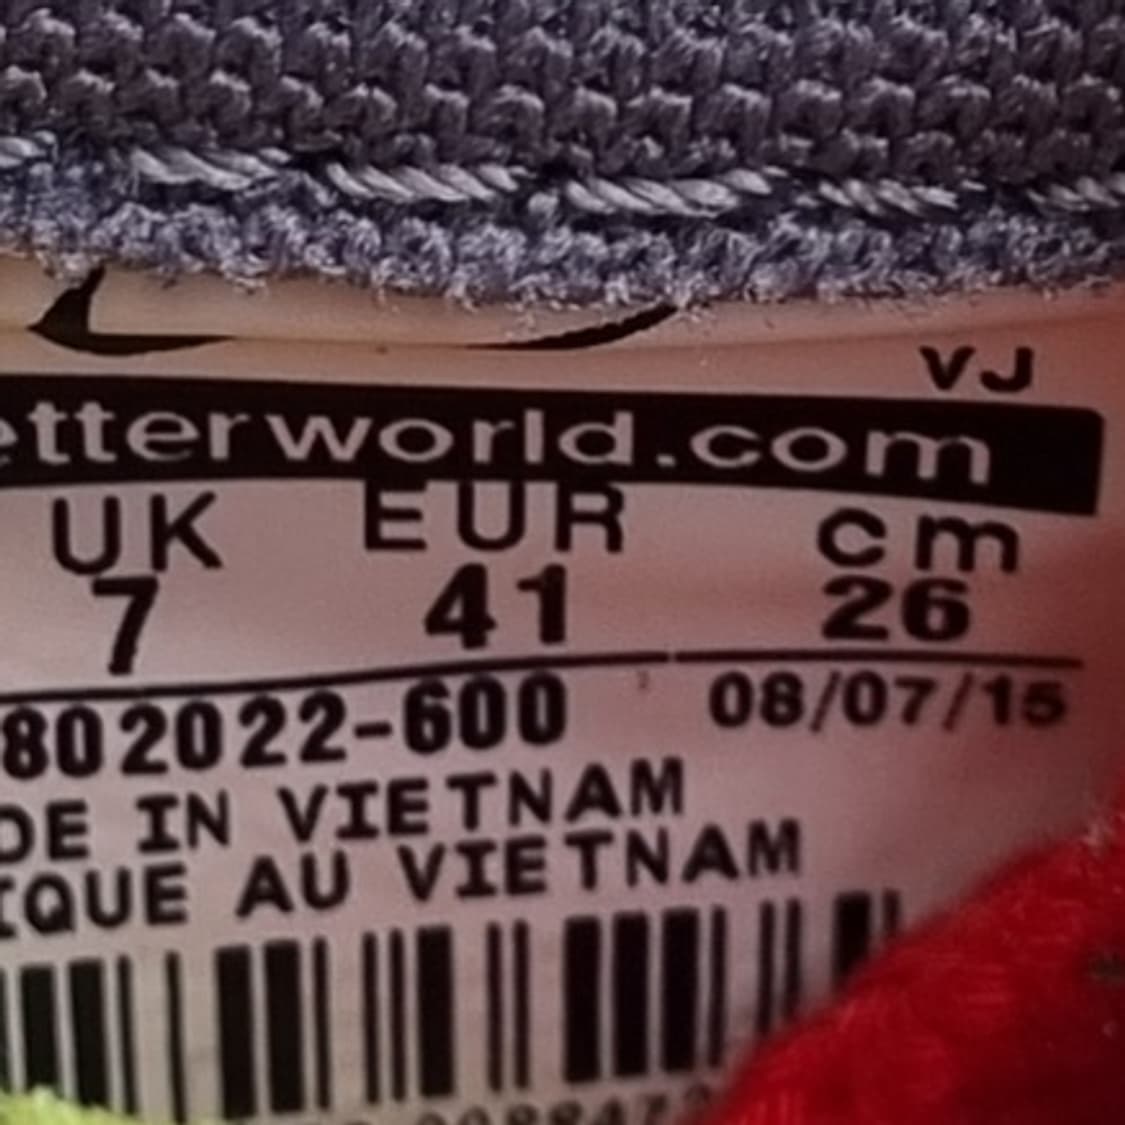 VJ
etterworld.com
UK EUR cm
7 41 26
802022-600 08/07/15
DE IN VIETNAM
IQUE AU VIETNAM